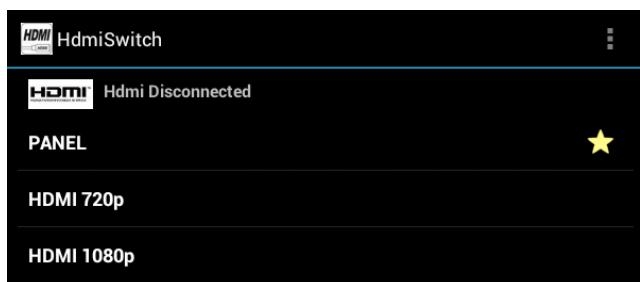 HDMI HdmiSwitch
HDMI Hdmi Disconnected
PANEL
HDMI 720p
HDMI 1080p